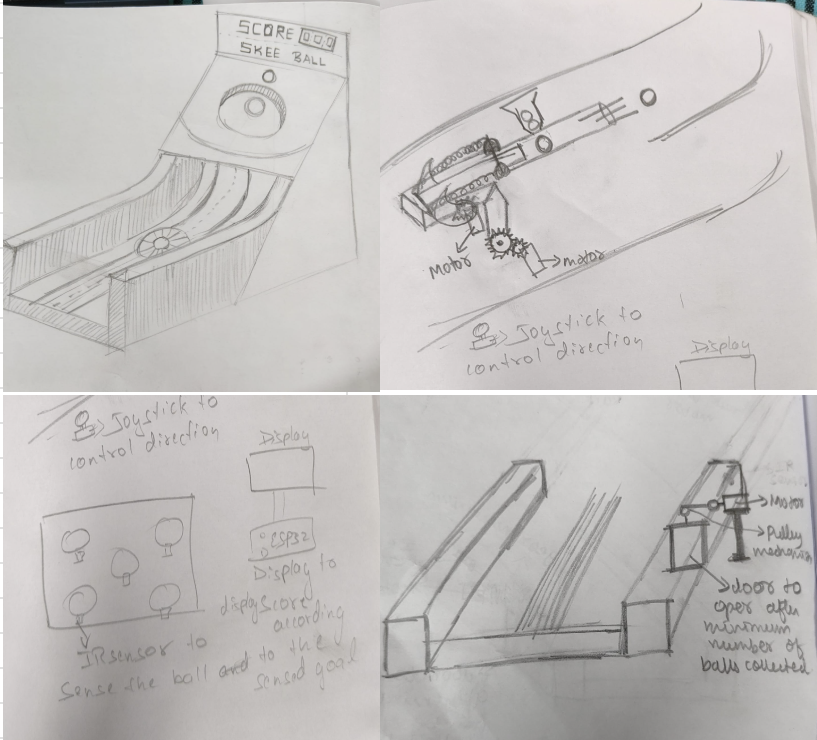 SCORE 000
SKEE BALL
Motor
motor
Joystick to
control direction
Display
Joystick to
control direction
Display
ESP32
Display to
display score
according
and to the
sensed goal
IR sensor to
Sense the ball
Motor
Pulley
mechanism
door to
open after
minimum
number of
balls collected